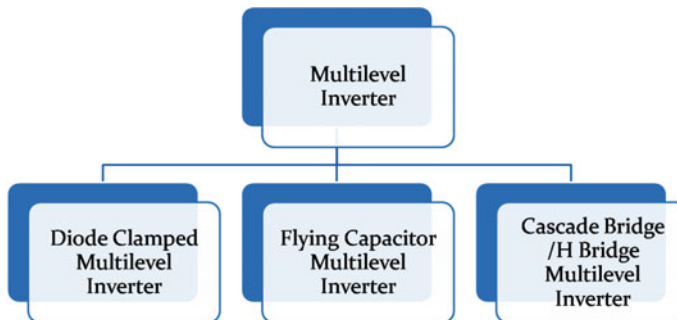 Multilevel
Inverter
Diode Clamped
Multilevel
Inverter
Flying Capacitor
Multilevel
Inverter
Cascade Bridge
/H Bridge
Multilevel
Inverter